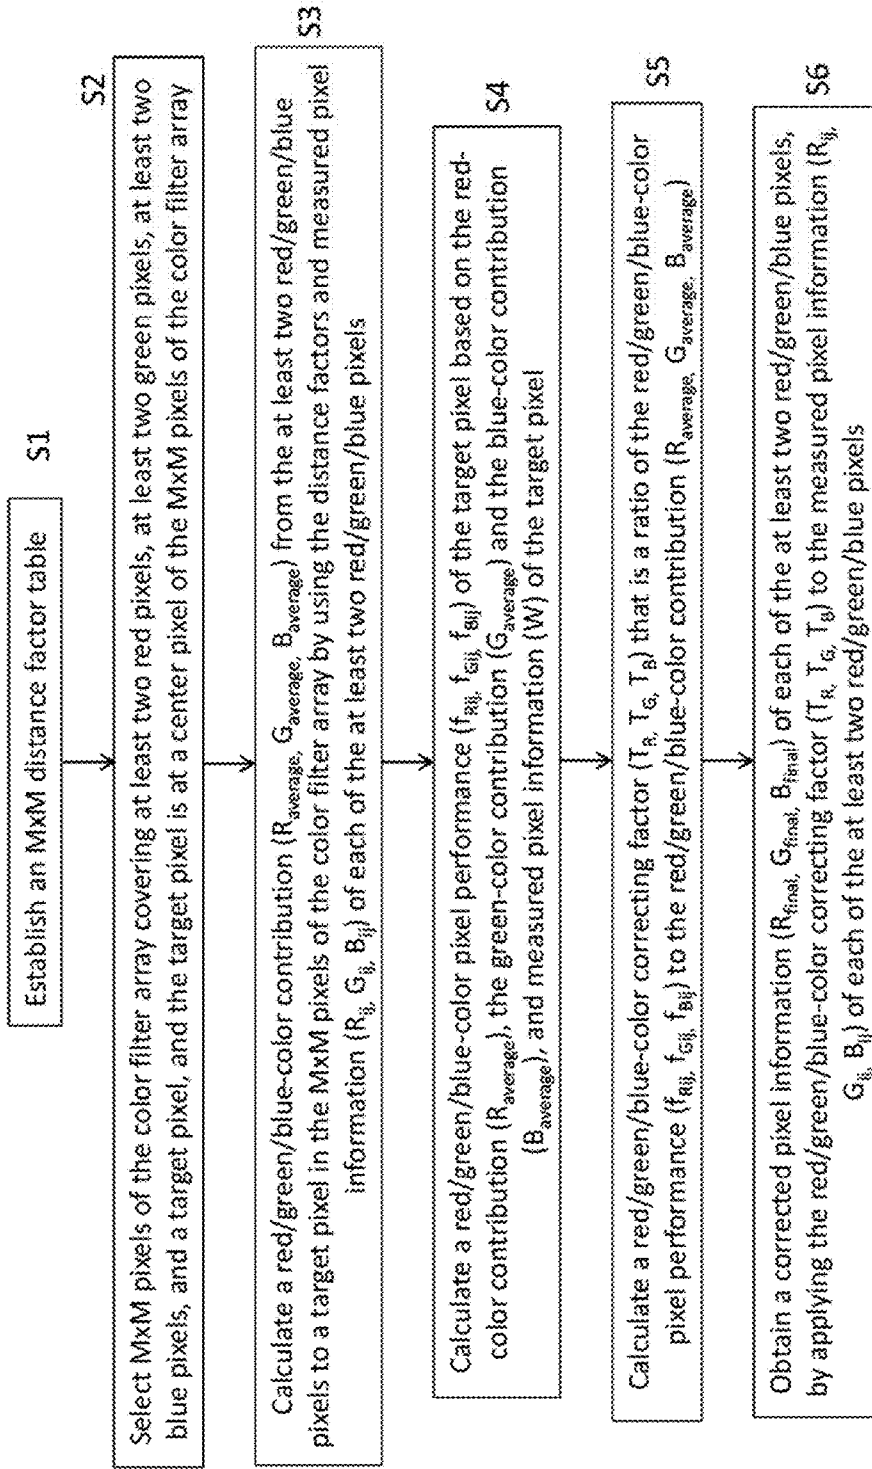 Establish an MxM distance factor table
S1
S2
Select MxM pixels of the color filter array covering at least two red pixels, at least two green pixels, at least two
blue pixels, and a target pixel, and the target pixel is at a center pixel of the MxM pixels of the color filter array
S3
Calculate a red/green/blue-color contribution (Raverage, Gaverage, Baverage) from the at least two red/green/blue
pixels to a target pixel in the MxM pixels of the color filter array by using the distance factors and measured pixel
information (Rij, Gij, Bij) of each of the at least two red/green/blue pixels
S4
Calculate a red/green/blue-color pixel performance (fRij, fGij, fBij) of the target pixel based on the red-
color contribution (Raverage), the green-color contribution (Gaverage) and the blue-color contribution
(Baverage), and measured pixel information (W) of the target pixel
S5
Calculate a red/green/blue-color correcting factor (TR, TG, TB) that is a ratio of the red/green/blue-color
pixel performance (fRij, fGij, fBij) to the red/green/blue-color contribution (Raverage, Gaverage, Baverage)
S6
Obtain a corrected pixel information (Rfinal, Gfinal, Bfinal) of each of the at least two red/green/blue pixels,
by applying the red/green/blue-color correcting factor (TR, TG, TB) to the measured pixel information (Rij,
Gij, Bij) of each of the at least two red/green/blue pixels